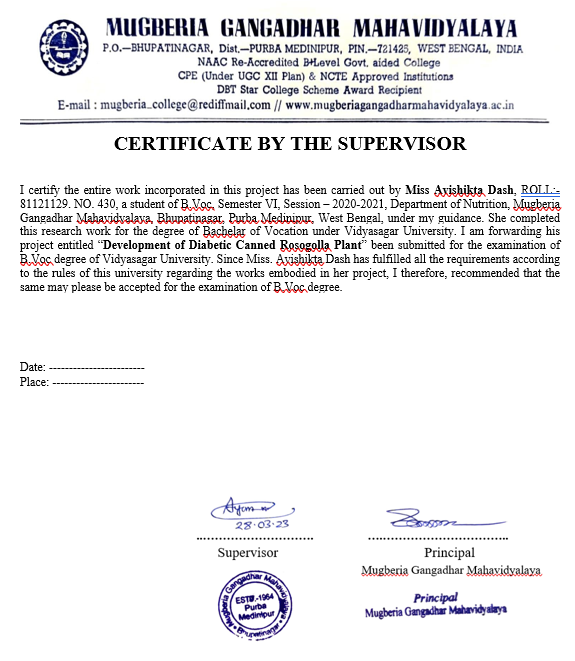 MUGBERIA GANGADHAR MAHAVIDYALAYA
P.O.—BHUPATINAGAR, Dist.—PURBA MEDINIPUR, PIN.—721425, WEST BENGAL, INDIA
NAAC Re-Accredited B+Level Govt. aided College
CPE (Under UGC XII Plan) & NCTE Approved Institutions
DBT Star College Scheme Award Recipient
E-mail : mugberia_college@rediffmail.com // www.mugberiagangadharmahavidyalaya.ac.in
CERTIFICATE BY THE SUPERVISOR
I certify the entire work incorporated in this project has been carried out by Miss Avishikta Dash, ROLL:-
81121129. NO. 430, a student of B.Voc, Semester VI, Session – 2020-2021, Department of Nutrition, Mugberia
Gangadhar Mahavidyalaya, Bhupatinagar, Purba Medinipur, West Bengal, under my guidance. She completed
this research work for the degree of Bachelar of Vocation under Vidyasagar University. I am forwarding his
project entitled “Development of Diabetic Canned Rosogolla Plant” been submitted for the examination of
B.Voc.degree of Vidyasagar University. Since Miss. Avishikta Dash has fulfilled all the requirements according
to the rules of this university regarding the works embodied in her project, I therefore, recommended that the
same may please be accepted for the examination of B.Voc.degree.
Date: ------------------------
Place: -----------------------
28.03.23
Supervisor
Principal
Mugberia Gangadhar Mahavidyalaya
Mugberia Gangadhar Mahavidyalaya
ESTD.-1964
Purba
Medinipur
Bhupatinagar
Principal
Mugberia Gangadhar Mahavidyalaya